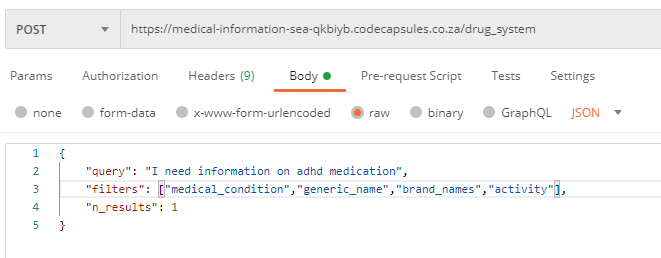 POST https://medical-information-sea-qkbiyb.codecapsules.co.za/drug_system
Params Authorization Headers (9) Body Pre-request Script Tests Settings
none form-data x-www-form-urlencoded raw binary GraphQL JSON
1 {
2 "query": "I need information on adhd medication",
3 "filters": ["medical_condition","generic_name","brand_names","activity"],
4 "n_results": 1
5 }